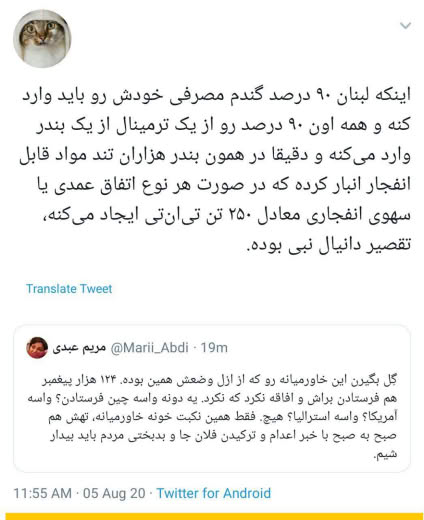 اینکه لبنان ۹۰ درصد گندم مصرفی خودش رو باید وارد
کنه و همه اون ۹۰ درصد رو از یک ترمینال از یک بندر
وارد می‌کنه و دقیقا در همون بندر هزاران تند مواد قابل
انفجار انبار کرده که در صورت هر نوع اتفاق عمدی یا
سهوی انفجاری معادل ۲۵۰ تن تی‌ان‌تی ایجاد می‌کنه،
تقصیر دانیال نبی بوده.
Translate Tweet
مریم عبدی @Marii_Abdi · 19m
گِل بگیرن این خاورمیانه رو که از ازل وضعش همین بوده. ۱۲۴ هزار پیغمبر
هم فرستادن براش و افاقه نکرد که نکرد. یه دونه واسه چین فرستادن؟ واسه
آمریکا؟ واسه استرالیا؟ هیچ. فقط همین نکبت خونه خاورمیانه، تهش هم
صبح به صبح با خبر اعدام و ترکیدن فلان جا و بدبختی مردم باید بیدار
شیم.
11:55 AM · 05 Aug 20 · Twitter for Android